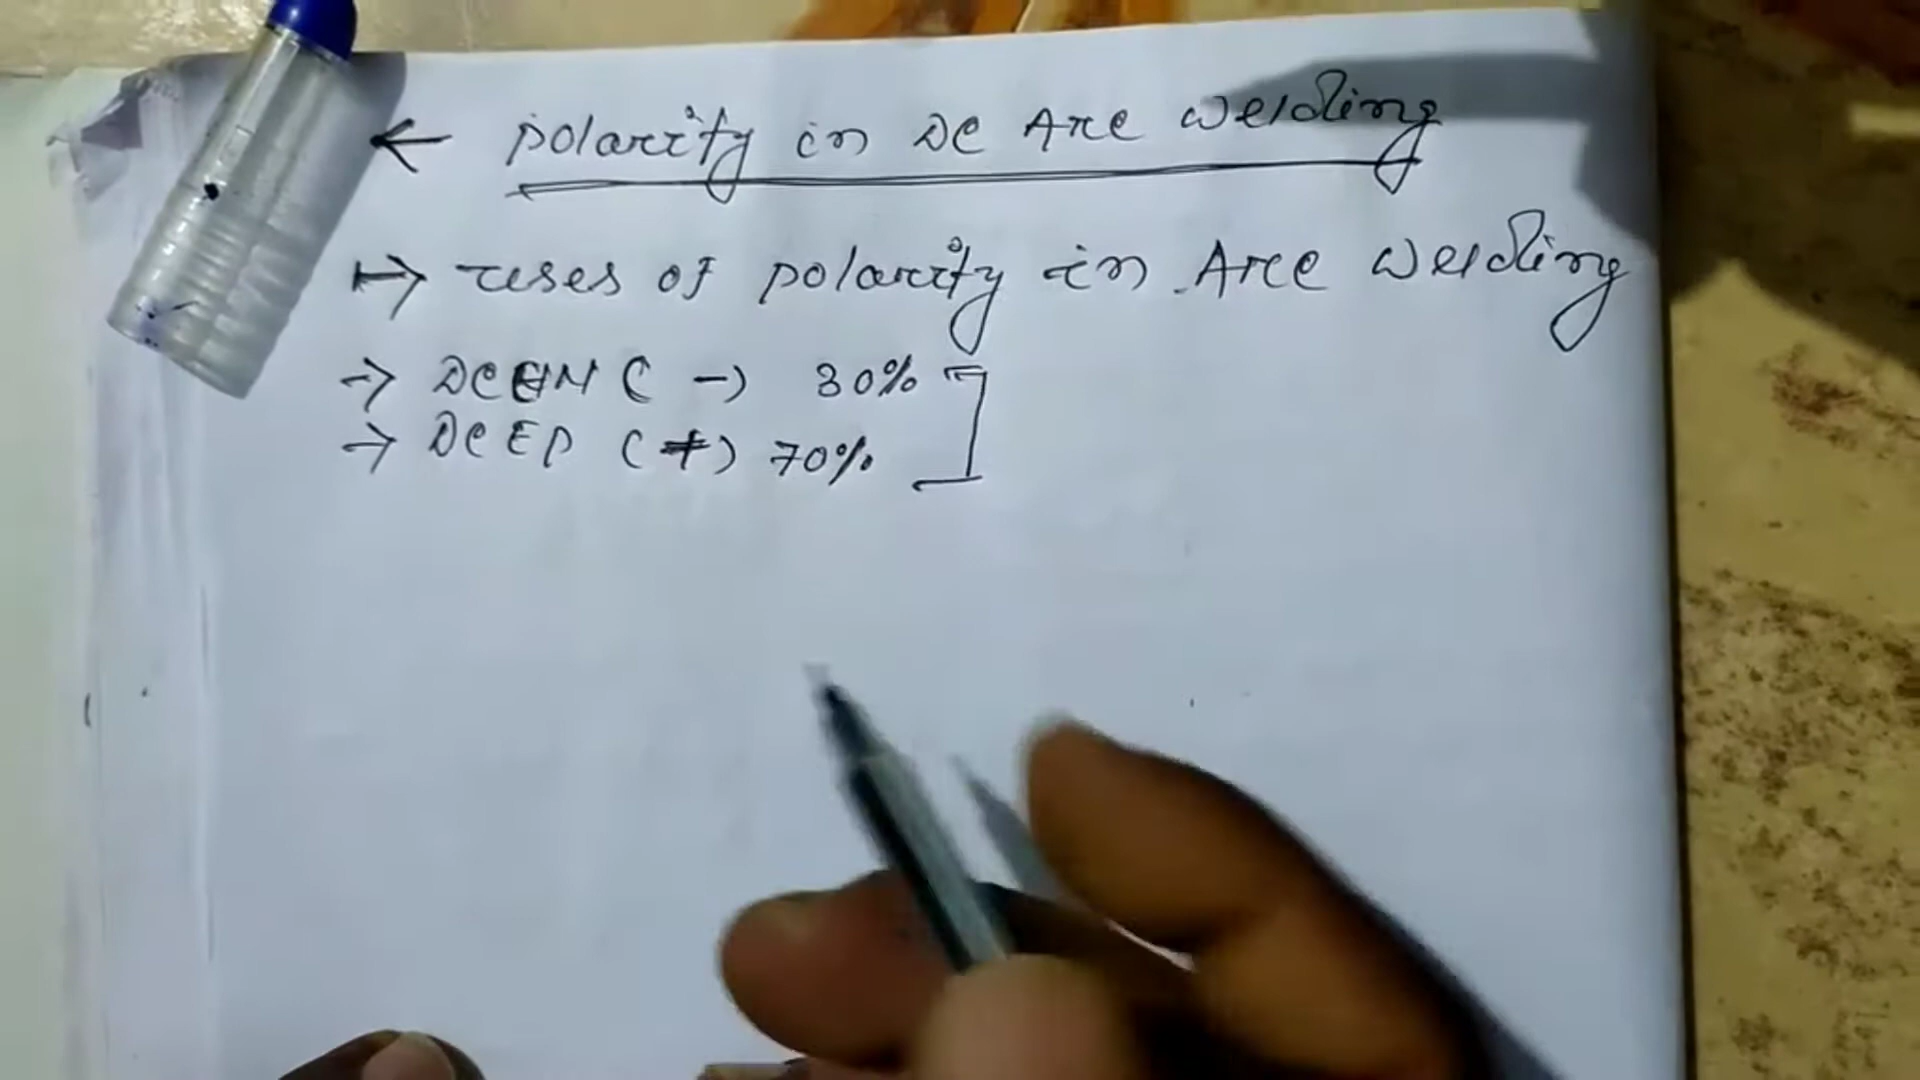 ← polarity in DC Arc welding
→ uses of polarity in Arc welding
→ DCEN (-) 30%
→ DCEP (+) 70%